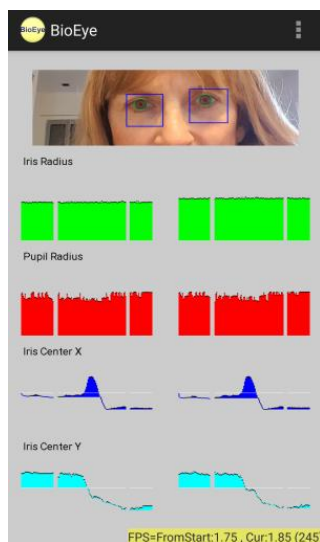 BioEye BioEye
Iris Radius
Pupil Radius
Iris Center X
Iris Center Y
FPS=FromStart:1.75 , Cur:1.85 (245)